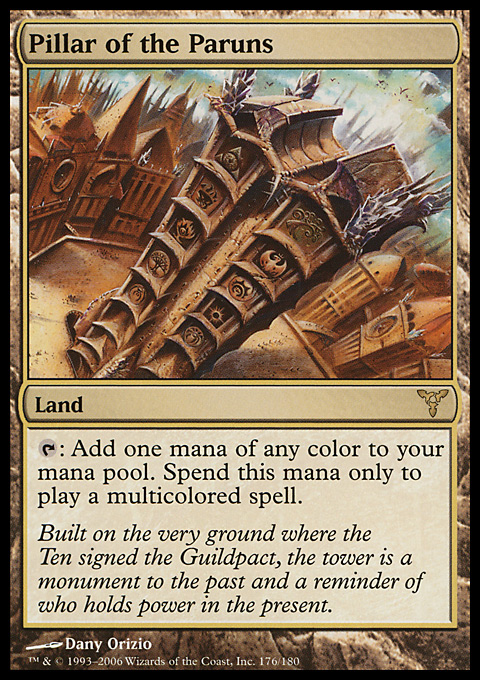 Pillar of the Paruns
Land
: Add one mana of any color to your
mana pool. Spend this mana only to
play a multicolored spell.
Built on the very ground where the
Ten signed the Guildpact, the tower is a
monument to the past and a reminder of
who holds power in the present.
Dany Orizio
™ & © 1993–2006 Wizards of the Coast, Inc. 176/180